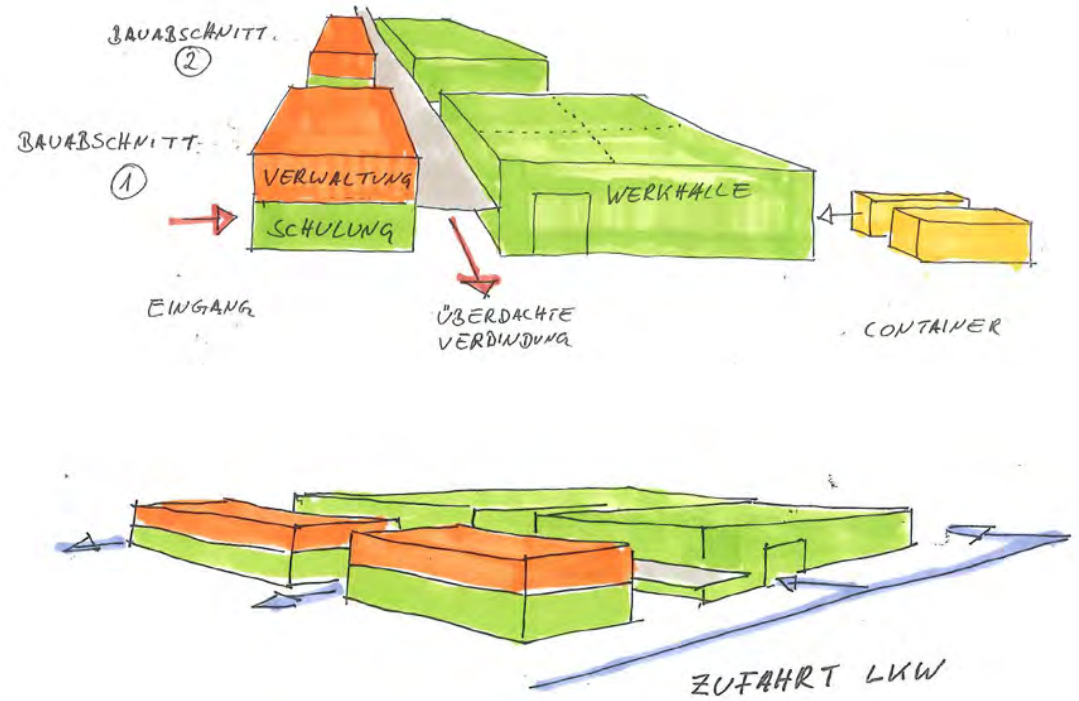 BAUABSCHNITT.
2
BAUABSCHNITT.
1
VERWALTUNG
SCHULUNG
WERKHALLE
EINGANG
ÜBERDACHTE
VERBINDUNG
CONTAINER
ZUFAHRT LKW